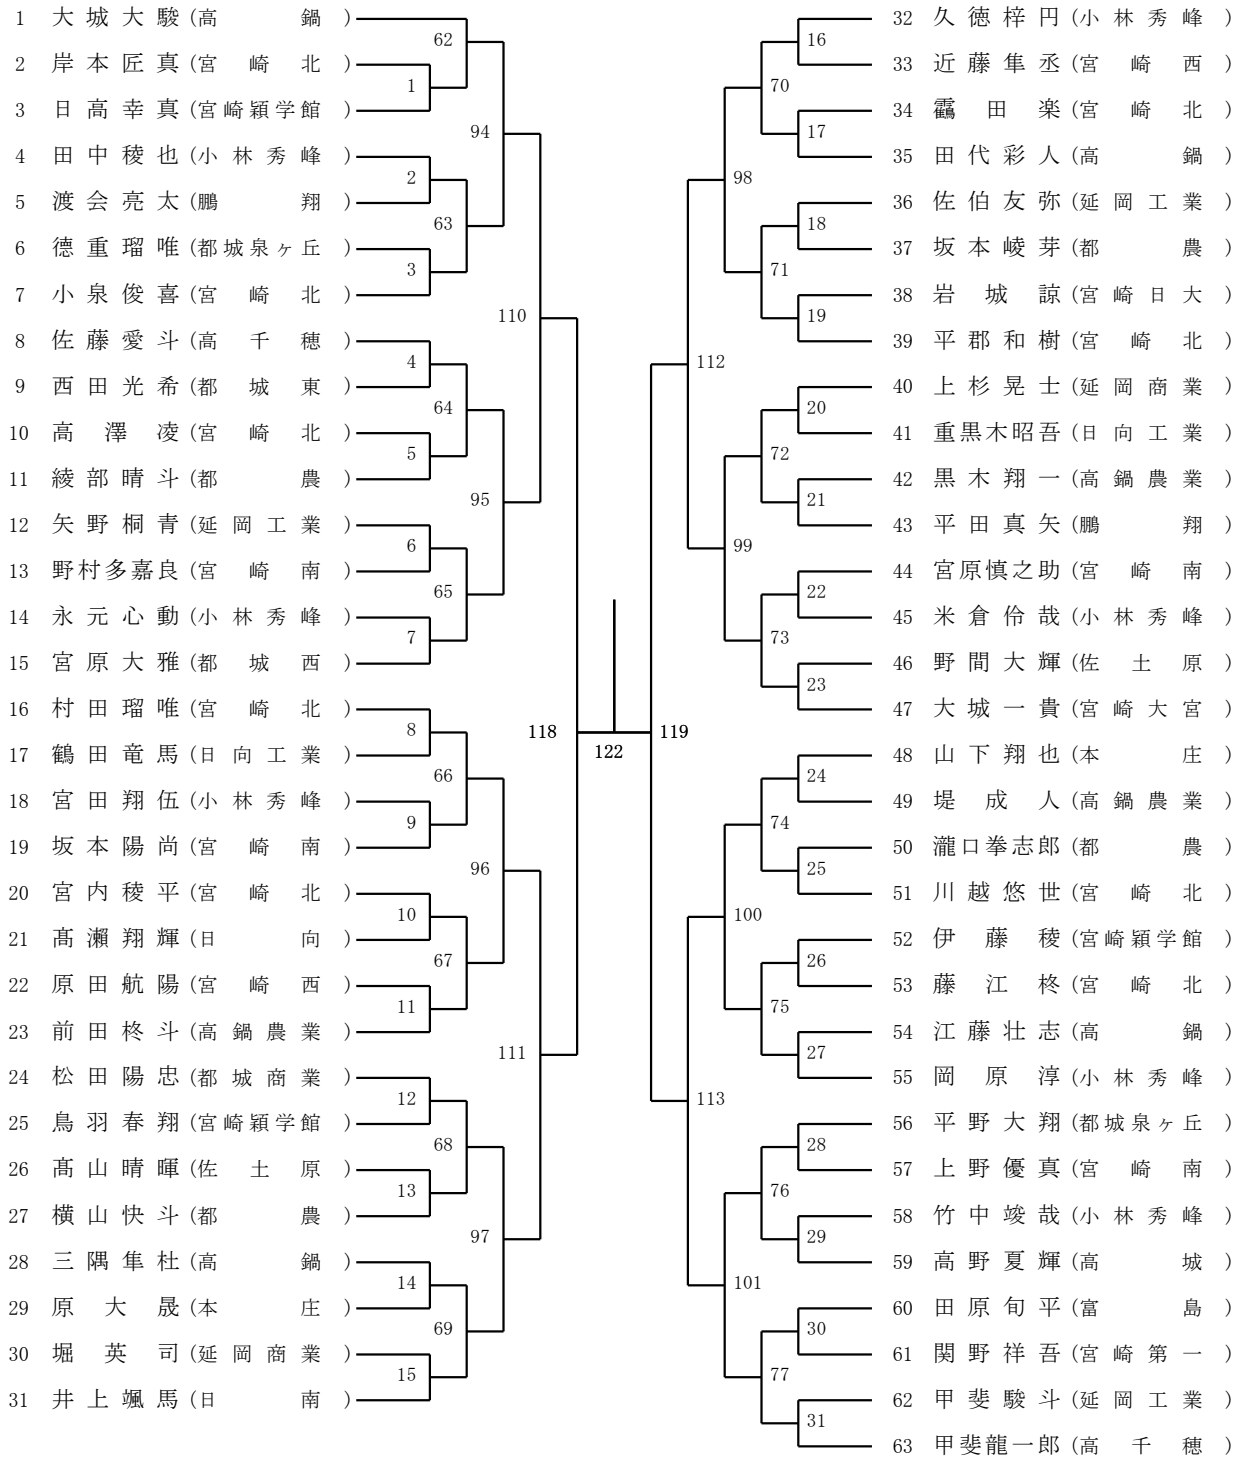 1 大城大駿 (高鍋)
2 岸本匠真 (宮崎北)
3 日高幸真 (宮崎穎学館)
4 田中稜也 (小林秀峰)
5 渡会亮太 (鵬翔)
6 德重瑠唯 (都城泉ヶ丘)
7 小泉俊喜 (宮崎北)
8 佐藤愛斗 (高千穂)
9 西田光希 (都城東)
10 高澤凌 (宮崎北)
11 綾部晴斗 (都農)
12 矢野桐青 (延岡工業)
13 野村多嘉良 (宮崎南)
14 永元心動 (小林秀峰)
15 宮原大雅 (都城西)
16 村田瑠唯 (宮崎北)
17 鶴田竜馬 (日向工業)
18 宮田翔伍 (小林秀峰)
19 坂本陽尚 (宮崎南)
20 宮内稜平 (宮崎北)
21 髙瀨翔輝 (日向)
22 原田航陽 (宮崎西)
23 前田柊斗 (高鍋農業)
24 松田陽忠 (都城商業)
25 鳥羽春翔 (宮崎穎学館)
26 髙山晴暉 (佐土原)
27 横山快斗 (都農)
28 三隅隼杜 (高鍋)
29 原大晟 (本庄)
30 堀英司 (延岡商業)
31 井上颯馬 (日南)
62
1
94
2
63
3
110
4
64
5
95
6
65
7
118
8
66
9
96
10
67
11
111
12
68
13
97
14
69
15
122
119
16
70
17
98
18
71
19
112
20
72
21
99
22
73
23
24
74
25
100
26
75
27
113
28
76
29
101
30
77
31
32 久徳梓円 (小林秀峰)
33 近藤隼丞 (宮崎西)
34 靍田楽 (宮崎北)
35 田代彩人 (高鍋)
36 佐伯友弥 (延岡工業)
37 坂本崚芽 (都農)
38 岩城諒 (宮崎日大)
39 平郡和樹 (宮崎北)
40 上杉晃士 (延岡商業)
41 重黒木昭吾 (日向工業)
42 黒木翔一 (高鍋農業)
43 平田真矢 (鵬翔)
44 宮原慎之助 (宮崎南)
45 米倉伶哉 (小林秀峰)
46 野間大輝 (佐土原)
47 大城一貴 (宮崎大宮)
48 山下翔也 (本庄)
49 堤成人 (高鍋農業)
50 瀧口拳志郎 (都農)
51 川越悠世 (宮崎北)
52 伊藤稜 (宮崎穎学館)
53 藤江柊 (宮崎北)
54 江藤壮志 (高鍋)
55 岡原淳 (小林秀峰)
56 平野大翔 (都城泉ヶ丘)
57 上野優真 (宮崎南)
58 竹中竣哉 (小林秀峰)
59 高野夏輝 (高城)
60 田原旬平 (富島)
61 関野祥吾 (宮崎第一)
62 甲斐駿斗 (延岡工業)
63 甲斐龍一郎 (高千穂)